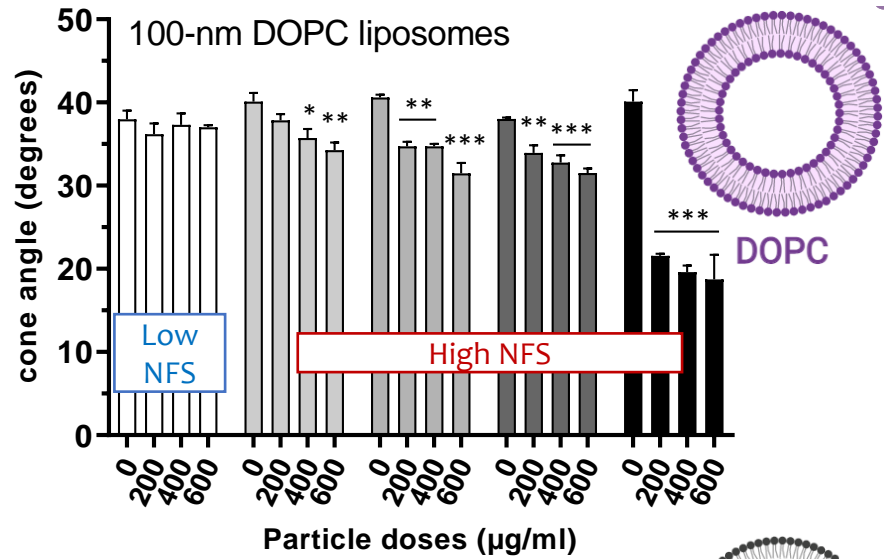 100-nm DOPC liposomes
cone angle (degrees)
50
40
30
20
10
0
* **
** ***
** ***
***
DOPC
Low
NFS
High NFS
0 200 400 600 0 200 400 600 0 200 400 600 0 200 400 600 0 200 400 600
Particle doses (µg/ml)